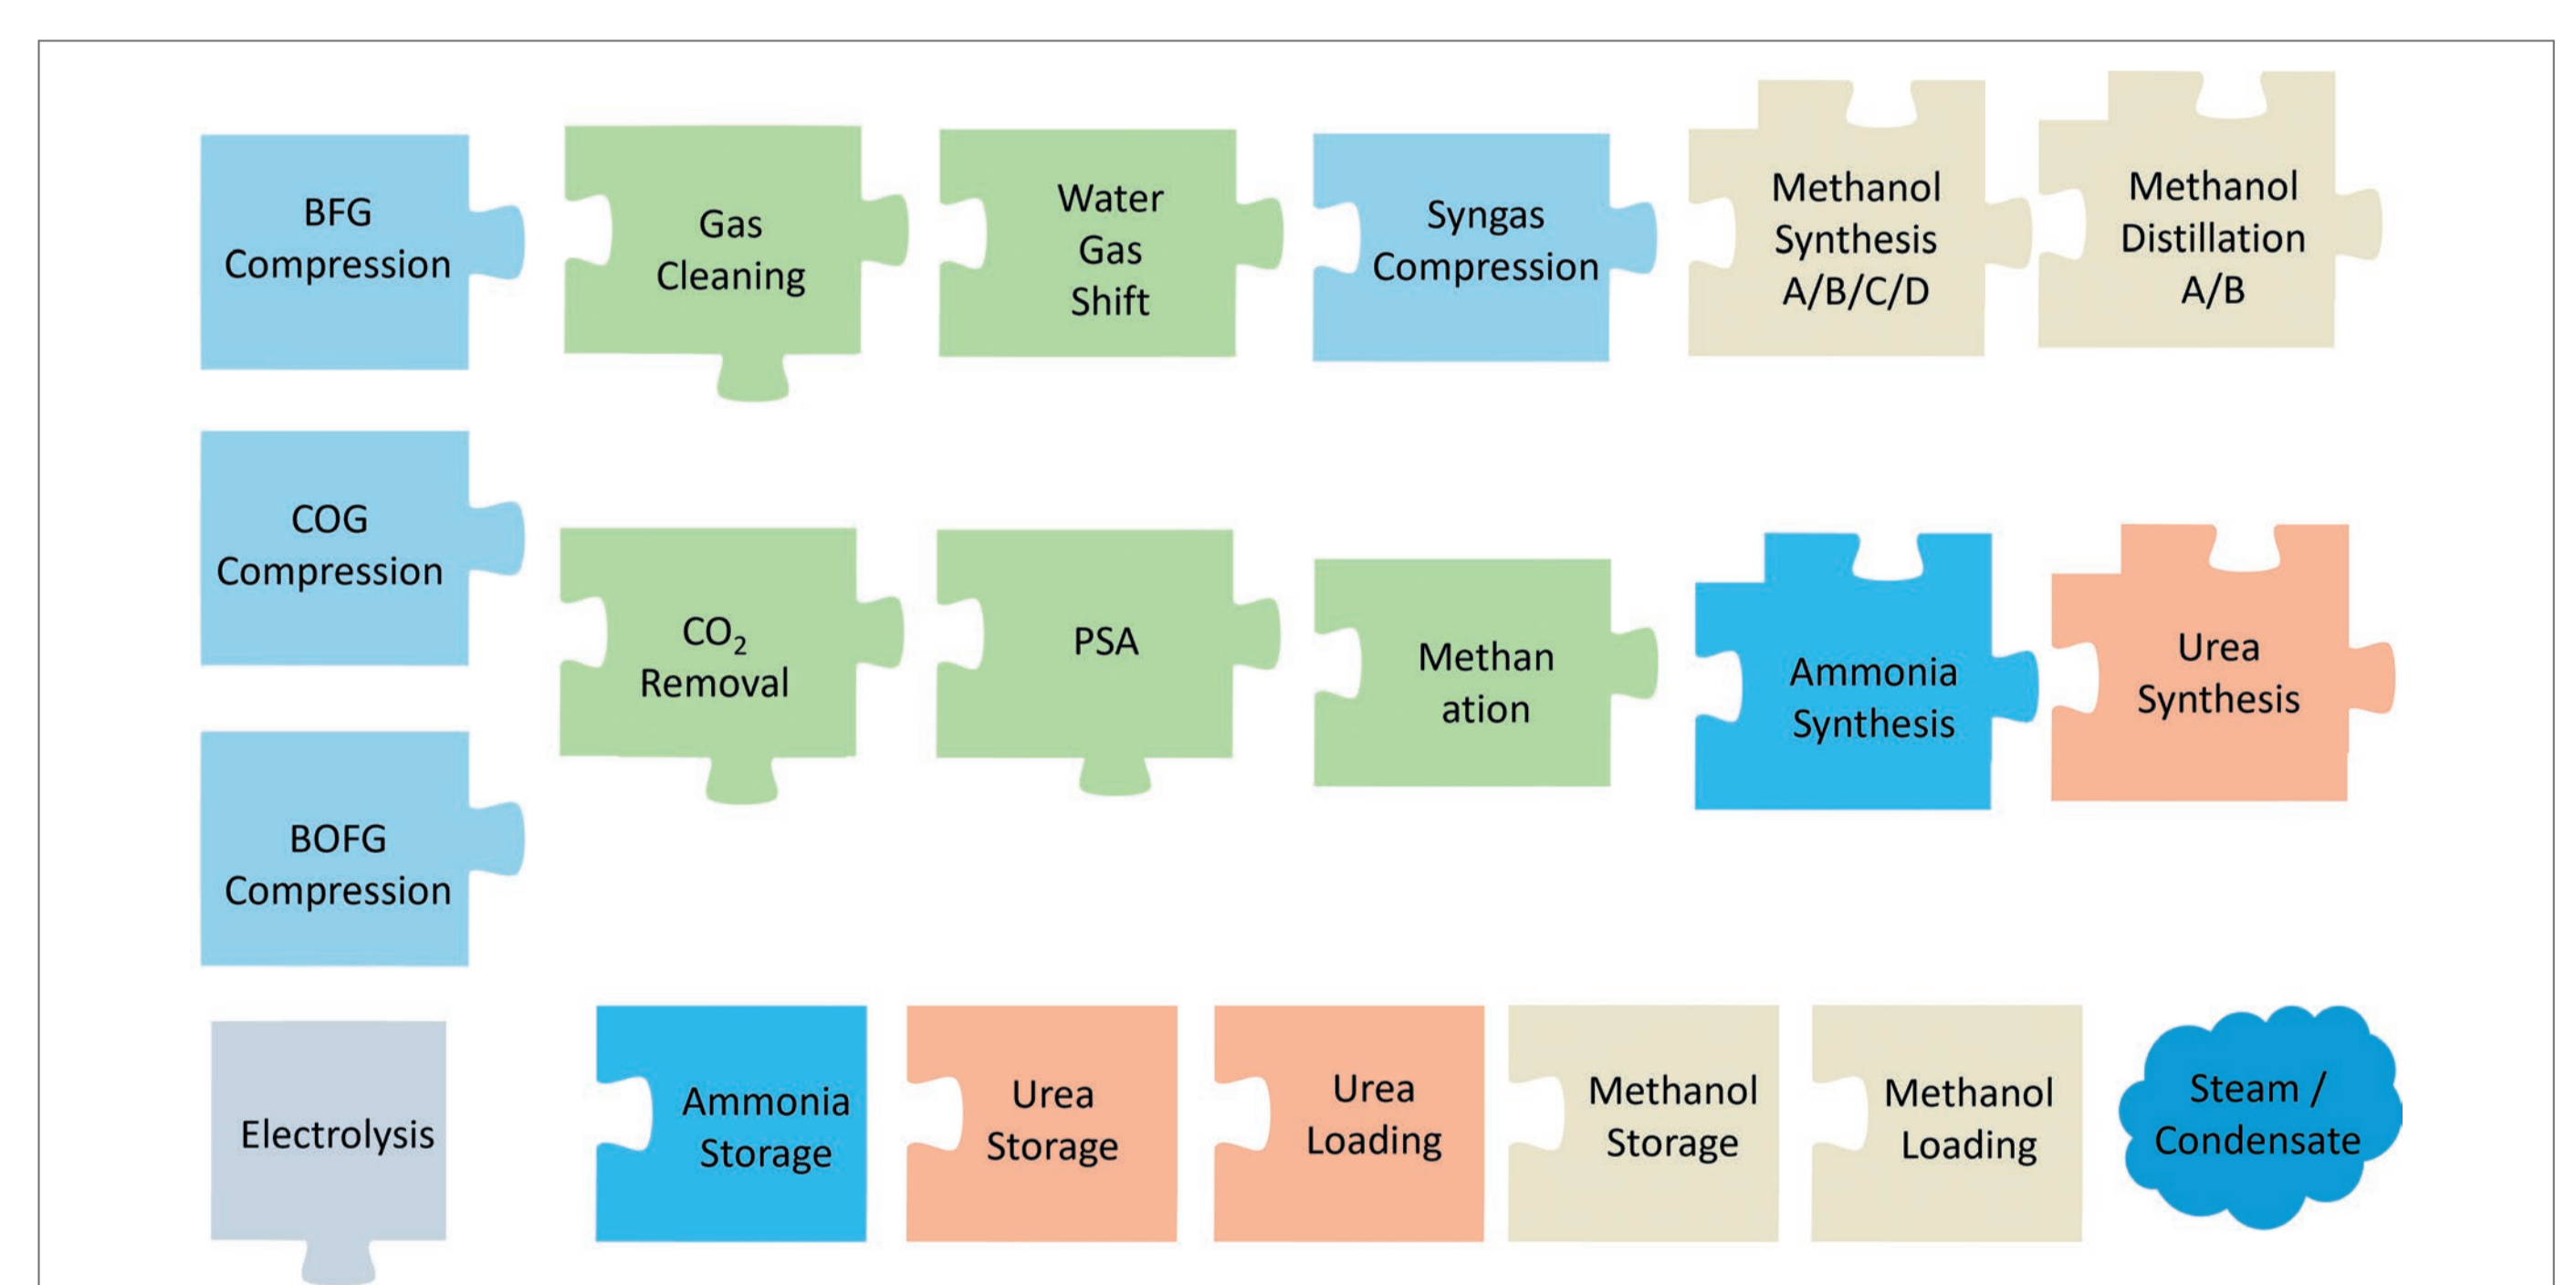 BFG
Compression
Gas
Cleaning
Water
Gas
Shift
Syngas
Compression
Methanol
Synthesis
A/B/C/D
Methanol
Distillation
A/B
COG
Compression
CO₂
Removal
PSA
Methan
ation
Ammonia
Synthesis
Urea
Synthesis
BOFG
Compression
Electrolysis
Ammonia
Storage
Urea
Storage
Urea
Loading
Methanol
Storage
Methanol
Loading
Steam /
Condensate